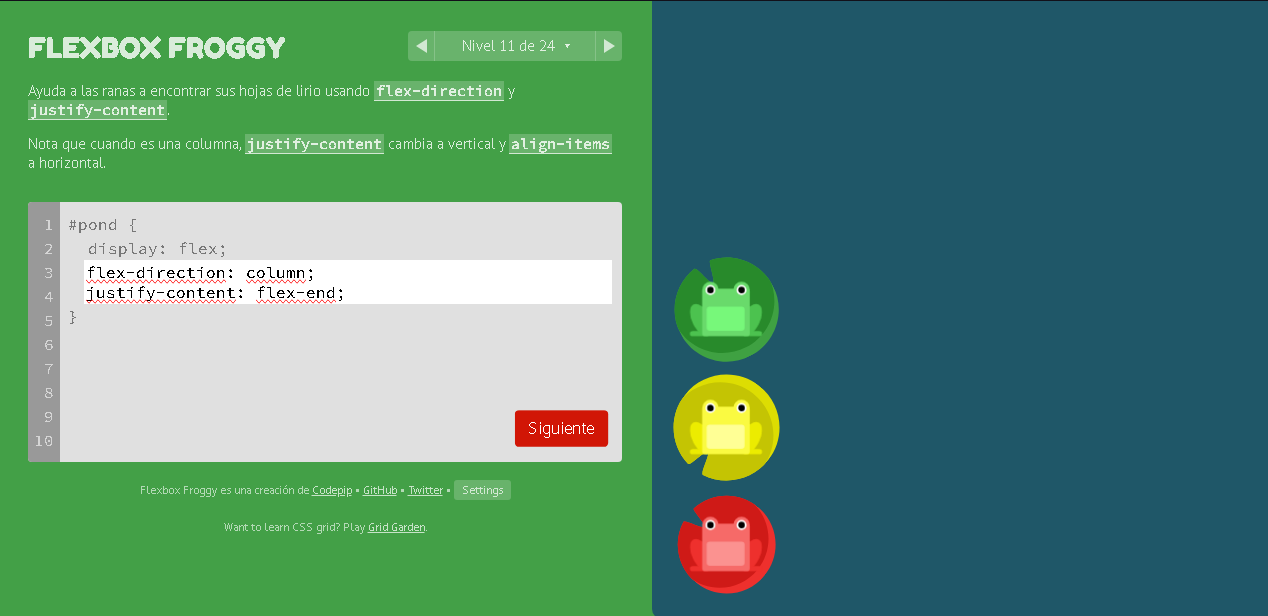 FLEXBOX FROGGY
◀ Nivel 11 de 24 ▾ ▶
Ayuda a las ranas a encontrar sus hojas de lirio usando flex-direction y
justify-content.
Nota que cuando es una columna, justify-content cambia a vertical y align-items
a horizontal.
1 #pond {
2 display: flex;
3 flex-direction: column;
4 justify-content: flex-end;
5 }
6
7
8
9
10
Siguiente
Flexbox Froggy es una creación de Codepip • GitHub • Twitter • Settings
Want to learn CSS grid? Play Grid Garden.